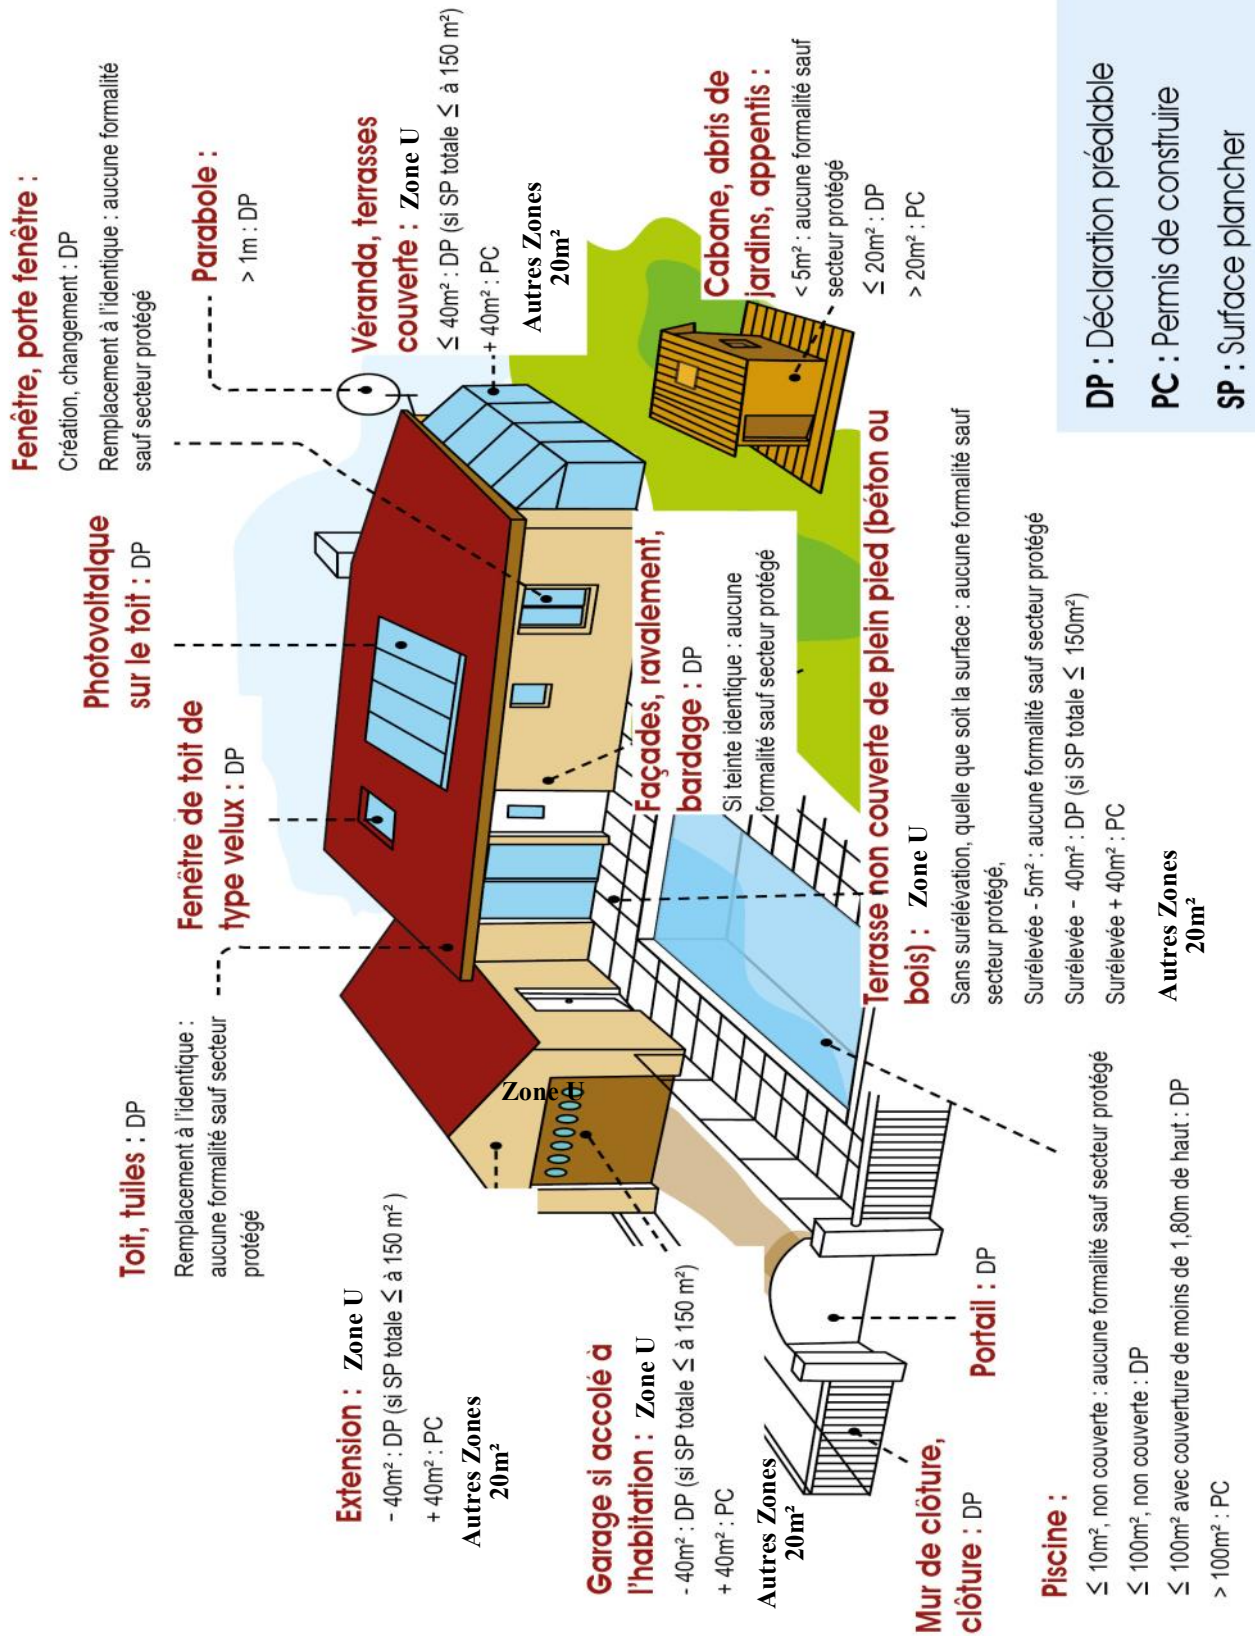 Toit, tuiles : DP
Remplacement à l'identique :
aucune formalité sauf secteur
protégé
Fenêtre de toit de
type velux : DP
Photovoltaïque
sur le toit : DP
Fenêtre, porte fenêtre :
Création, changement : DP
Remplacement à l'identique : aucune formalité
sauf secteur protégé
Parabole :
> 1m : DP
Véranda, terrasses
couverte : Zone U
≤ 40m² : DP (si SP totale ≤ à 150 m²)
+ 40m² : PC
Autres Zones
20m²
Extension : Zone U
- 40m² : DP (si SP totale ≤ à 150 m² )
+ 40m² : PC
Autres Zones
20m²
Zone U
Garage si accolé à
l'habitation : Zone U
- 40m² : DP (si SP totale ≤ à 150 m²)
+ 40m² : PC
Autres Zones
20m²
Façades, ravalement,
bardage : DP
Si teinte identique : aucune
formalité sauf secteur protégé
Cabane, abris de
jardins, appentis :
< 5m² : aucune formalité sauf
secteur protégé
≤ 20m² : DP
> 20m² : PC
Terrasse non couverte de plein pied (béton ou
bois) : Zone U
Sans surélévation, quelle que soit la surface : aucune formalité sauf
secteur protégé,
Surélevée - 5m² : aucune formalité sauf secteur protégé
Surélevée - 40m² : DP (si SP totale ≤ 150m²)
Surélevée + 40m² : PC
Autres Zones
20m²
Mur de clôture,
clôture : DP
Portail : DP
Piscine :
≤ 10m², non couverte : aucune formalité sauf secteur protégé
≤ 100m², non couverte : DP
≤ 100m² avec couverture de moins de 1,80m de haut : DP
> 100m² : PC
DP : Déclaration préalable
PC : Permis de construire
SP : Surface plancher